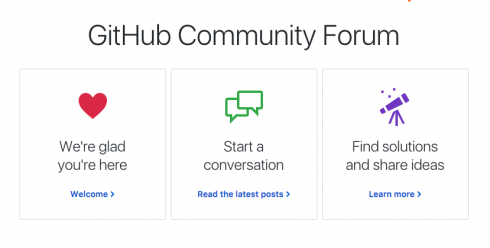 GitHub Community Forum
We're glad
you're here
Welcome >
Start a
conversation
Read the latest posts >
Find solutions
and share ideas
Learn more >